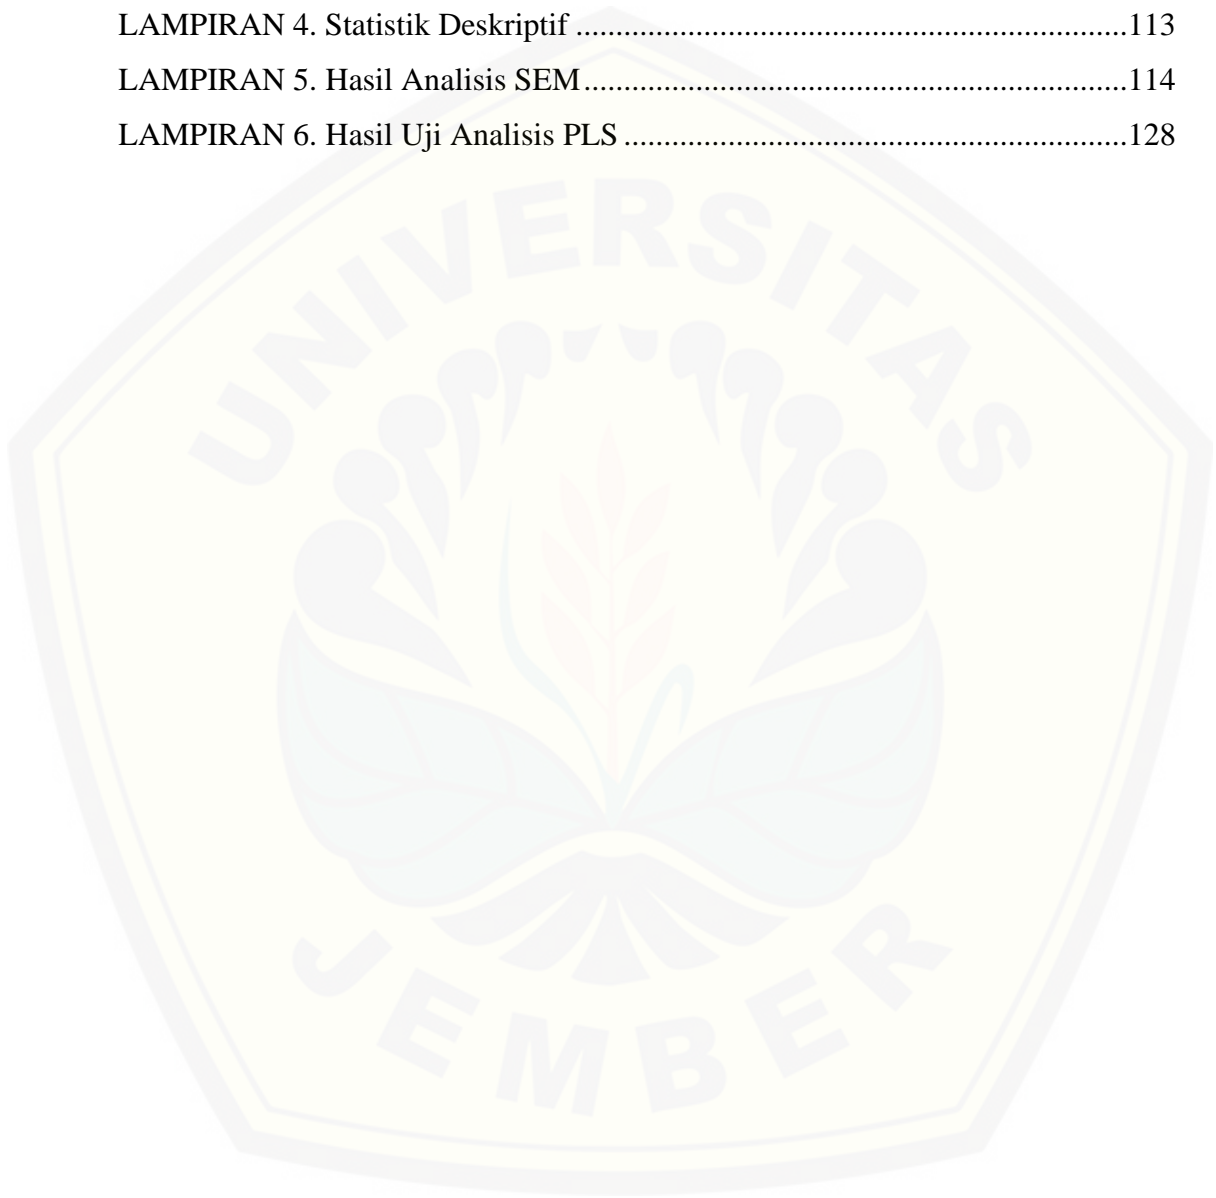 LAMPIRAN 4. Statistik Deskriptif .....................................................................113
LAMPIRAN 5. Hasil Analisis SEM....................................................................114
LAMPIRAN 6. Hasil Uji Analisis PLS ...............................................................128
UNIVERSITAS
JEMBER